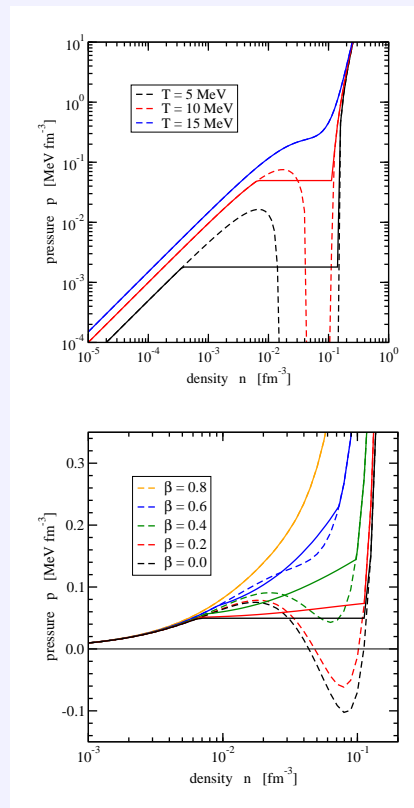 10^1
10^0
10^-1
10^-2
10^-3
10^-4
pressure p [MeV fm^-3]
T = 5 MeV
T = 10 MeV
T = 15 MeV
10^-5 10^-4 10^-3 10^-2 10^-1 10^0
density n [fm^-3]
0.3
0.2
0.1
0.0
-0.1
pressure p [MeV fm^-3]
β = 0.8
β = 0.6
β = 0.4
β = 0.2
β = 0.0
10^-3 10^-2 10^-1
density n [fm^-3]